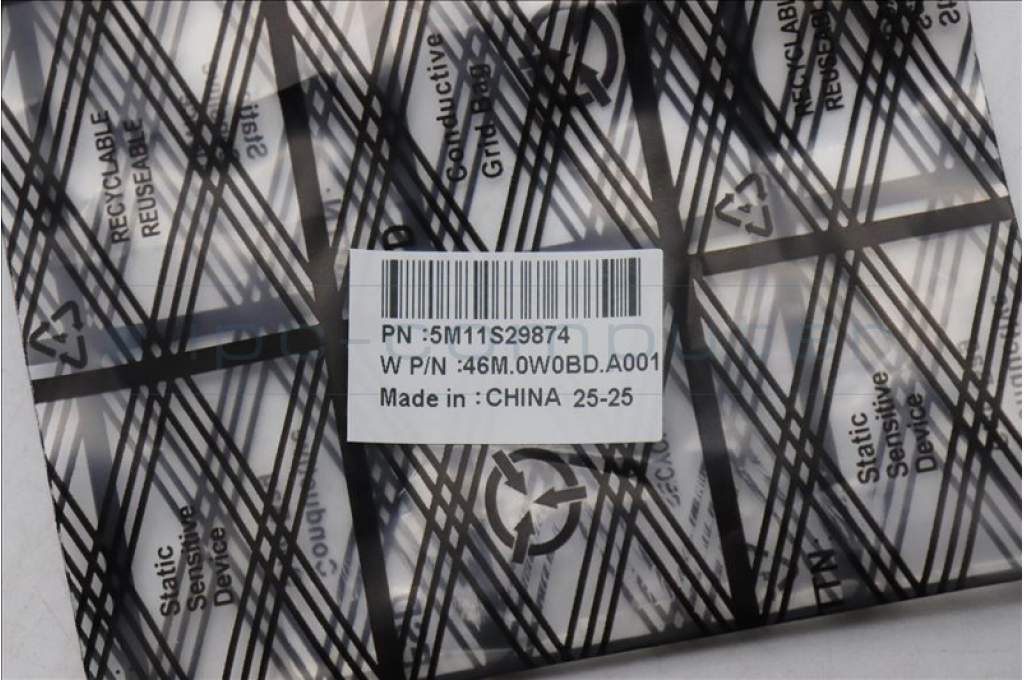 Conductive
Grid Bag
RECYCLABLE
REUSEABLE
RECYCLABLE
REUSEABLE
PN :5M11S29874
W P/N :46M.0W0BD.A001
Made in : CHINA 25-25
Static
Sensitive
Device
Static
Sensitive
Device